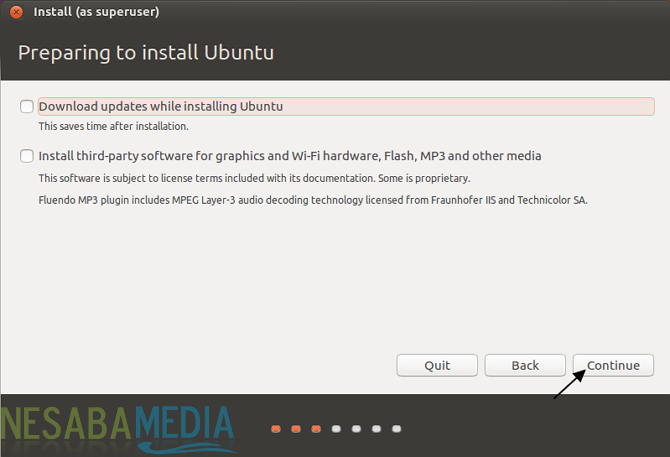 Install (as superuser)
Preparing to install Ubuntu
Download updates while installing Ubuntu
This saves time after installation.
Install third-party software for graphics and Wi-Fi hardware, Flash, MP3 and other media
This software is subject to license terms included with its documentation. Some is proprietary.
Fluendo MP3 plugin includes MPEG Layer-3 audio decoding technology licensed from Fraunhofer IIS and Technicolor SA.
Quit Back Continue
NESABAMEDIA